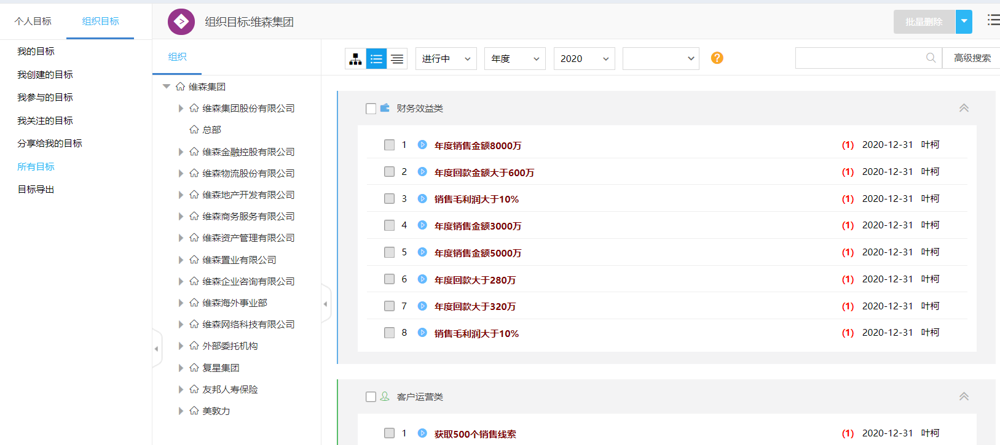 个人目标
组织目标
我的目标
我创建的目标
我参与的目标
我关注的目标
分享给我的目标
所有目标
目标导出
组织目标:维森集团
批量删除
组织
进行中
年度
2020
?
高级搜索
维森集团
维森集团股份有限公司
总部
维森金融控股有限公司
维森物流股份有限公司
维森地产开发有限公司
维森商务服务有限公司
维森资产管理有限公司
维森置业有限公司
维森企业咨询有限公司
维森海外事业部
维森网络科技有限公司
外部委托机构
复星集团
友邦人寿保险
美敦力
财务效益类
1 年度销售金额8000万 (1) 2020-12-31 叶柯
2 年度回款金额大于600万 (1) 2020-12-31 叶柯
3 销售毛利润大于10% (1) 2020-12-31 叶柯
4 年度销售金额3000万 (1) 2020-12-31 叶柯
5 年度销售金额5000万 (1) 2020-12-31 叶柯
6 年度回款大于280万 (1) 2020-12-31 叶柯
7 年度回款大于320万 (1) 2020-12-31 叶柯
8 销售毛利润大于10% (1) 2020-12-31 叶柯
客户运营类
1 获取500个销售线索 (1) 2020-12-31 叶柯